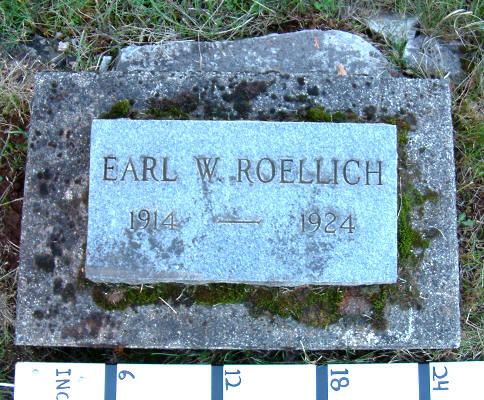 EARL W. ROELLICH
1914 — 1924
INC 6 12 18 24